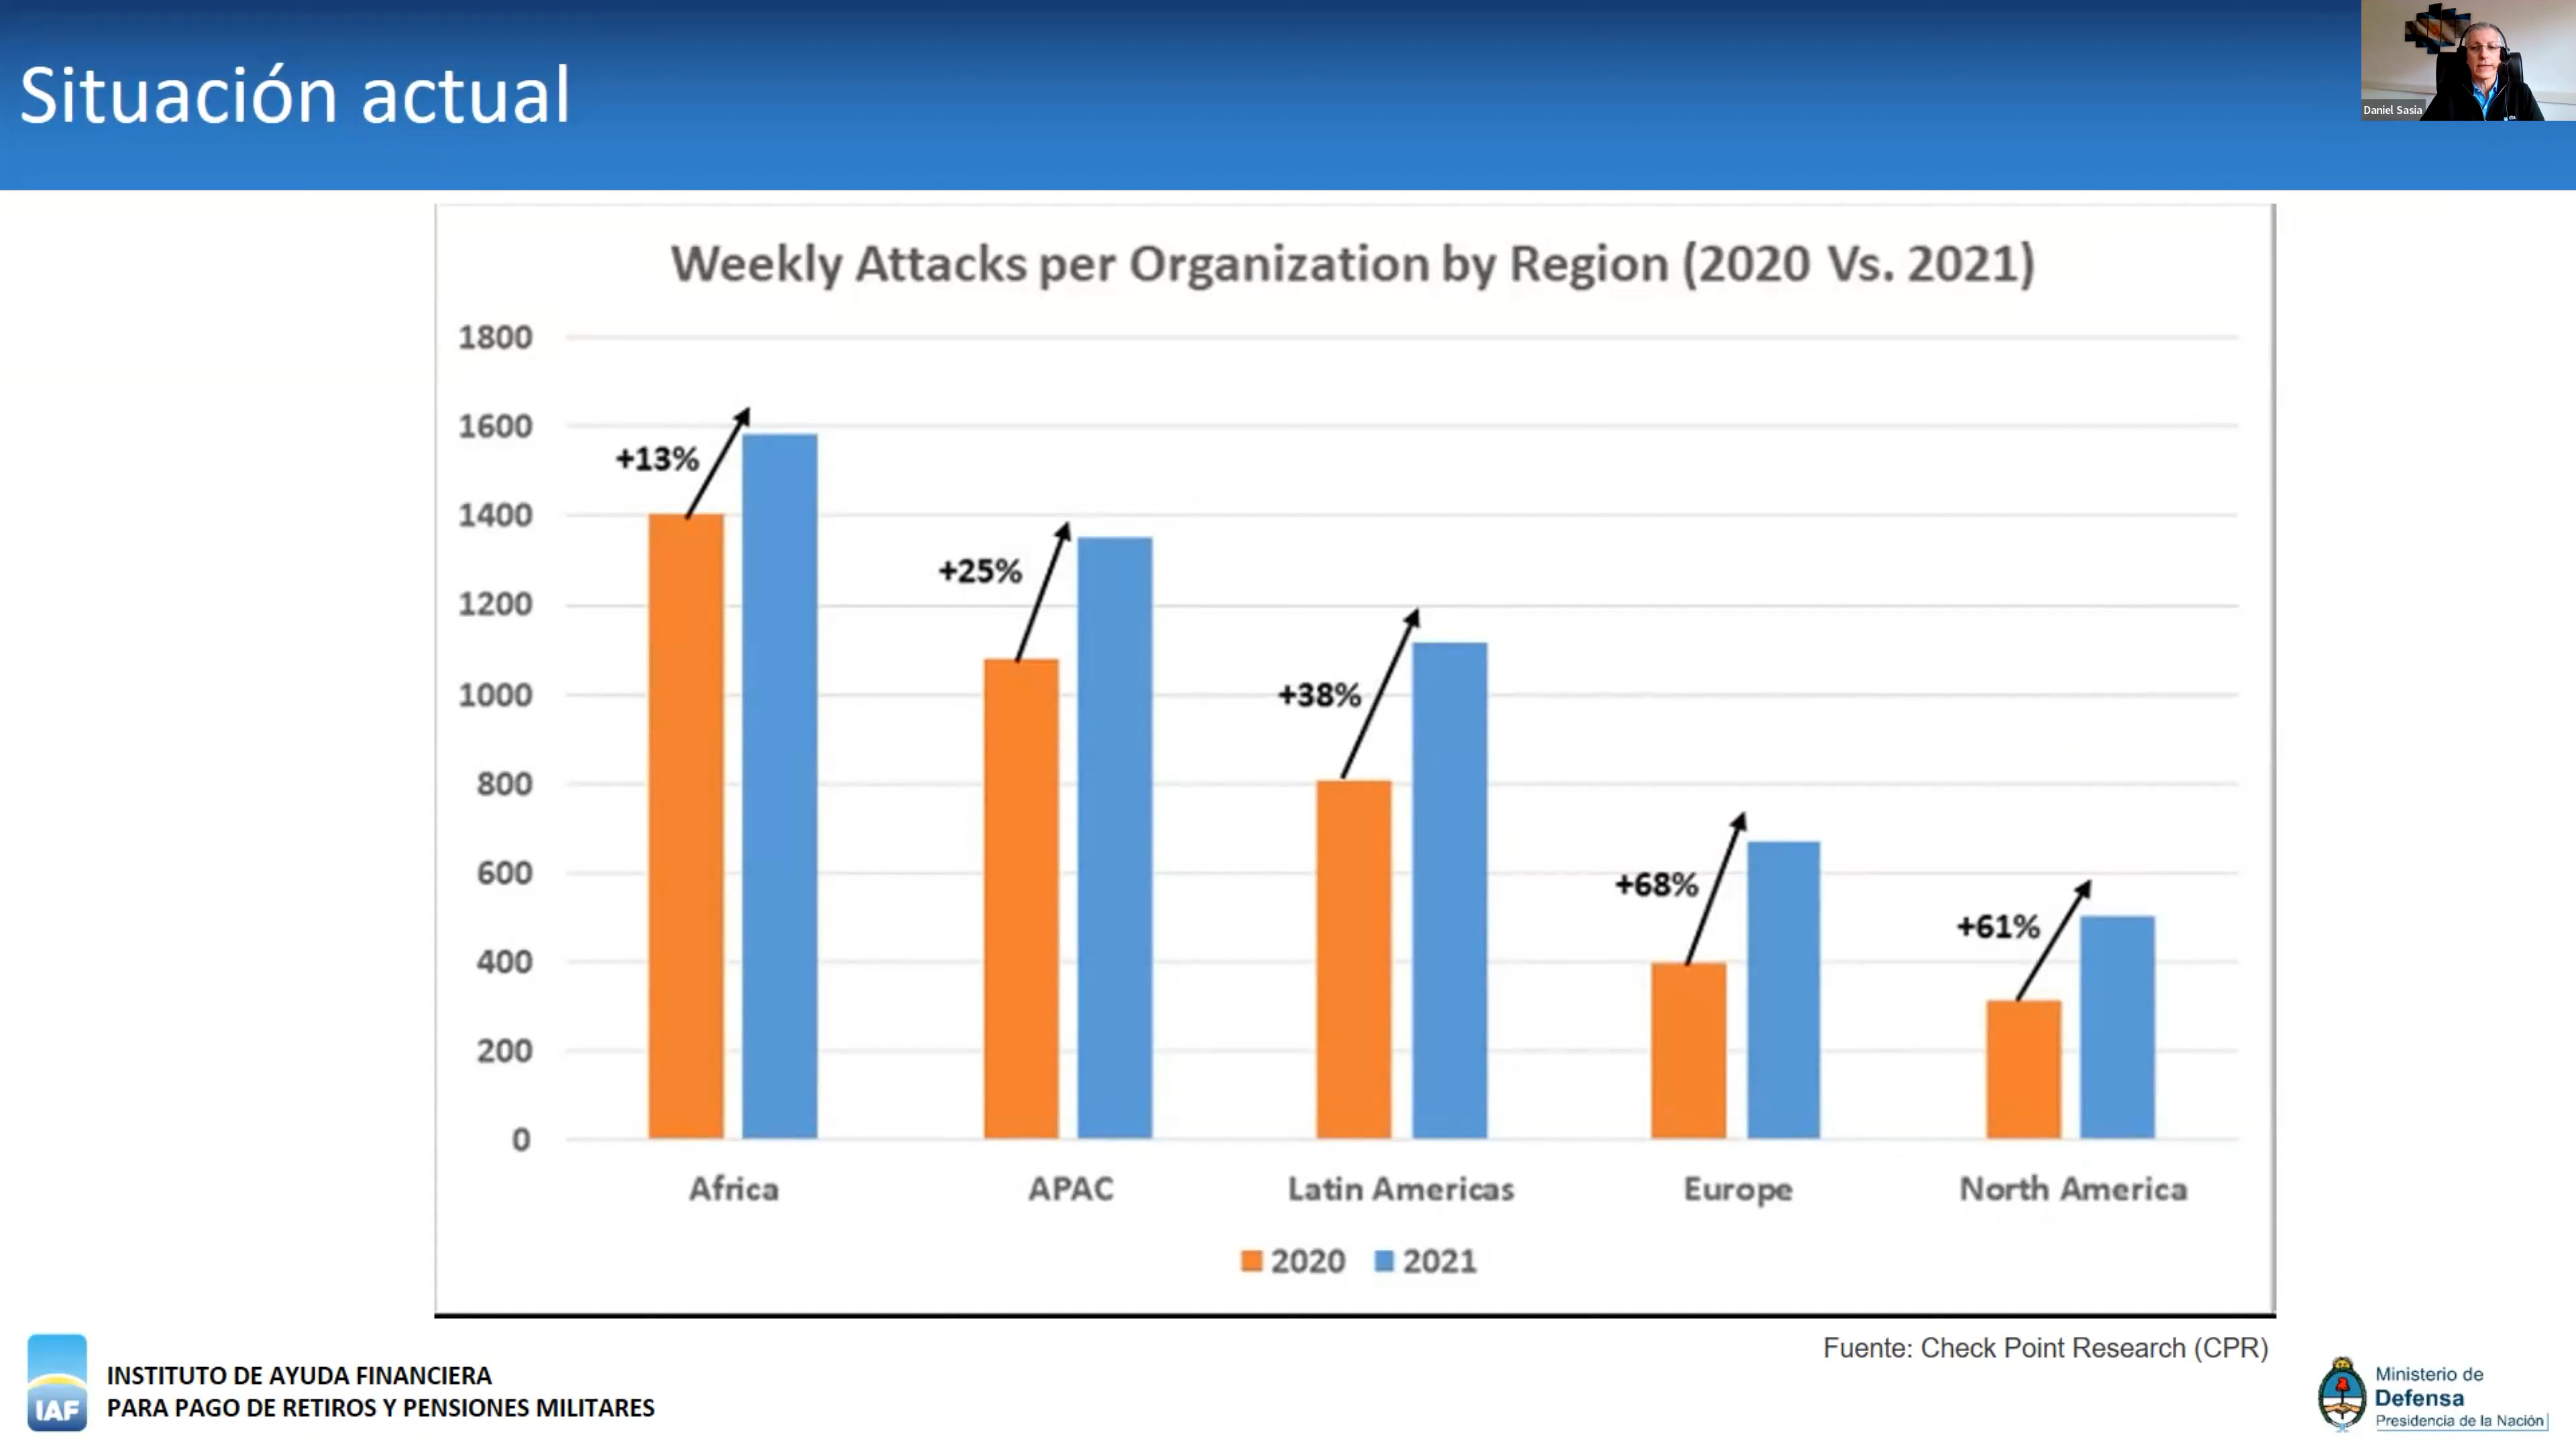 Situación actual
Daniel Sasia
Weekly Attacks per Organization by Region (2020 Vs. 2021)
1800
1600
1400
1200
1000
800
600
400
200
0
+13%
+25%
+38%
+68%
+61%
Africa
APAC
Latin Americas
Europe
North America
2020
2021
Fuente: Check Point Research (CPR)
IAF
INSTITUTO DE AYUDA FINANCIERA
PARA PAGO DE RETIROS Y PENSIONES MILITARES
Ministerio de
Defensa
Presidencia de la Nación